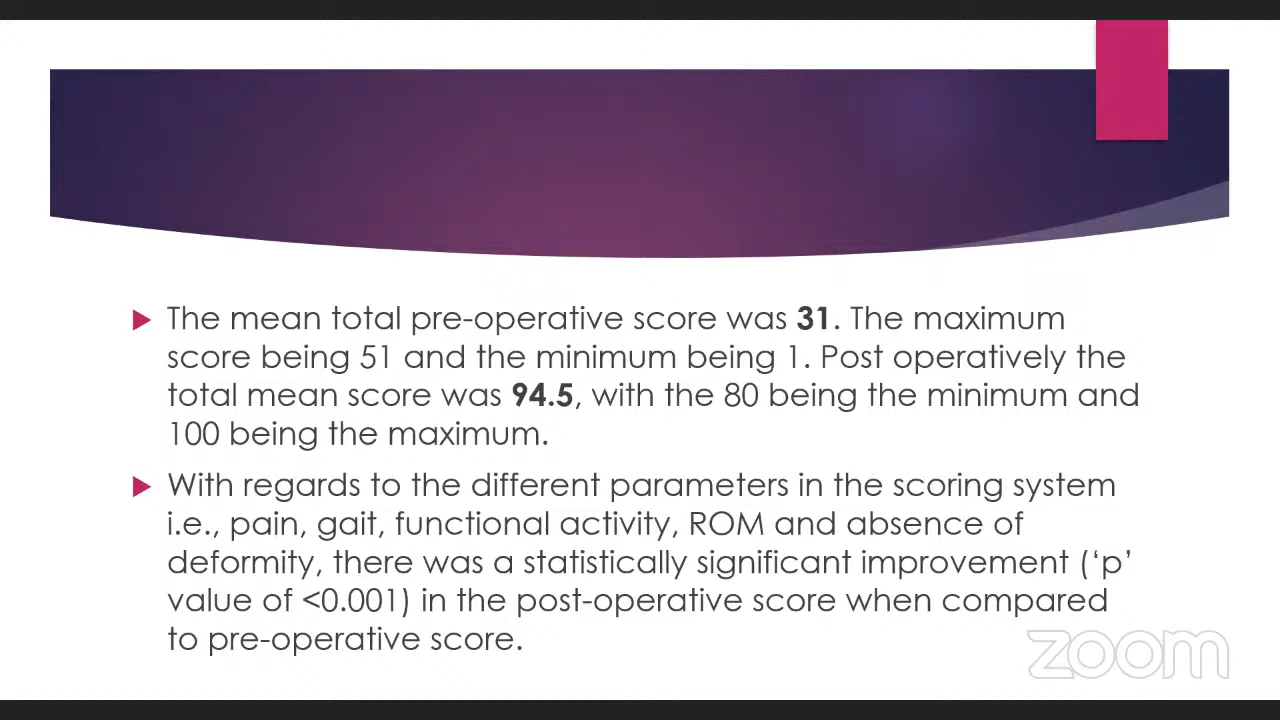 The mean total pre-operative score was 31. The maximum
score being 51 and the minimum being 1. Post operatively the
total mean score was 94.5, with the 80 being the minimum and
100 being the maximum.
With regards to the different parameters in the scoring system
i.e., pain, gait, functional activity, ROM and absence of
deformity, there was a statistically significant improvement (‘p’
value of <0.001) in the post-operative score when compared
to pre-operative score.
zoom